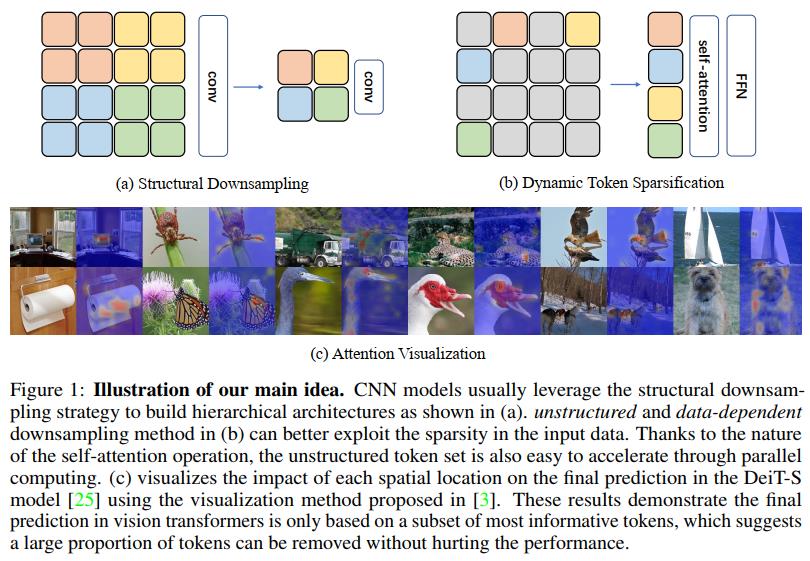 conv
conv
self-attention
FFN
(a) Structural Downsampling
(b) Dynamic Token Sparsification
(c) Attention Visualization
Figure 1: Illustration of our main idea. CNN models usually leverage the structural downsam-
pling strategy to build hierarchical architectures as shown in (a). unstructured and data-dependent
downsampling method in (b) can better exploit the sparsity in the input data. Thanks to the nature
of the self-attention operation, the unstructured token set is also easy to accelerate through parallel
computing. (c) visualizes the impact of each spatial location on the final prediction in the DeiT-S
model [25] using the visualization method proposed in [3]. These results demonstrate the final
prediction in vision transformers is only based on a subset of most informative tokens, which suggests
a large proportion of tokens can be removed without hurting the performance.